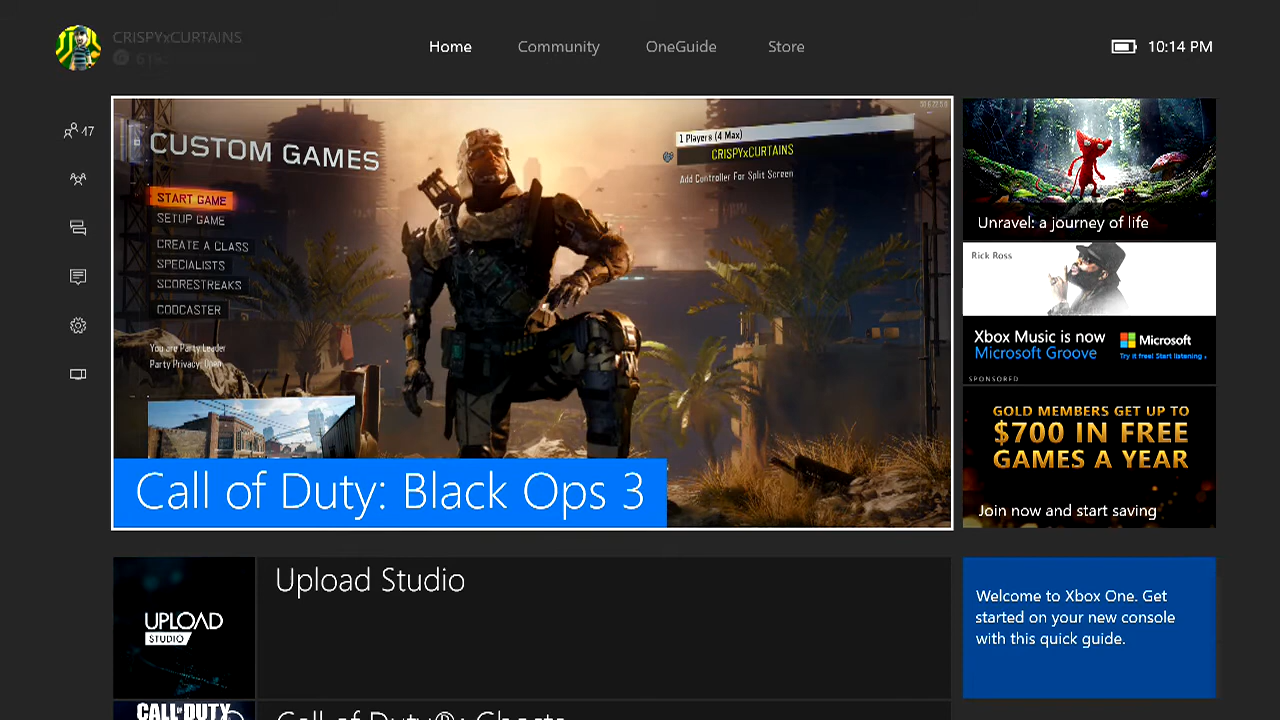 CRISPYxCURTAINS
Home
Community
OneGuide
Store
10:14 PM
47
CUSTOM GAMES
START GAME
SETUP GAME
CREATE A CLASS
SPECIALISTS
SCORESTREAKS
CODCASTER
You are Party Leader
Party Privacy: Open
1 Players (4 Max)
CRISPYxCURTAINS
Add Controller For Split Screen
Call of Duty: Black Ops 3
Unravel: a journey of life
Rick Ross
Xbox Music is now
Microsoft Groove
Microsoft
Try it free! Start listening
SPONSORED
GOLD MEMBERS GET UP TO
$700 IN FREE
GAMES A YEAR
Join now and start saving
UPLOAD
STUDIO
Upload Studio
Welcome to Xbox One. Get
started on your new console
with this quick guide.
CALL OF DUTY
Call of Duty®: Ghosts